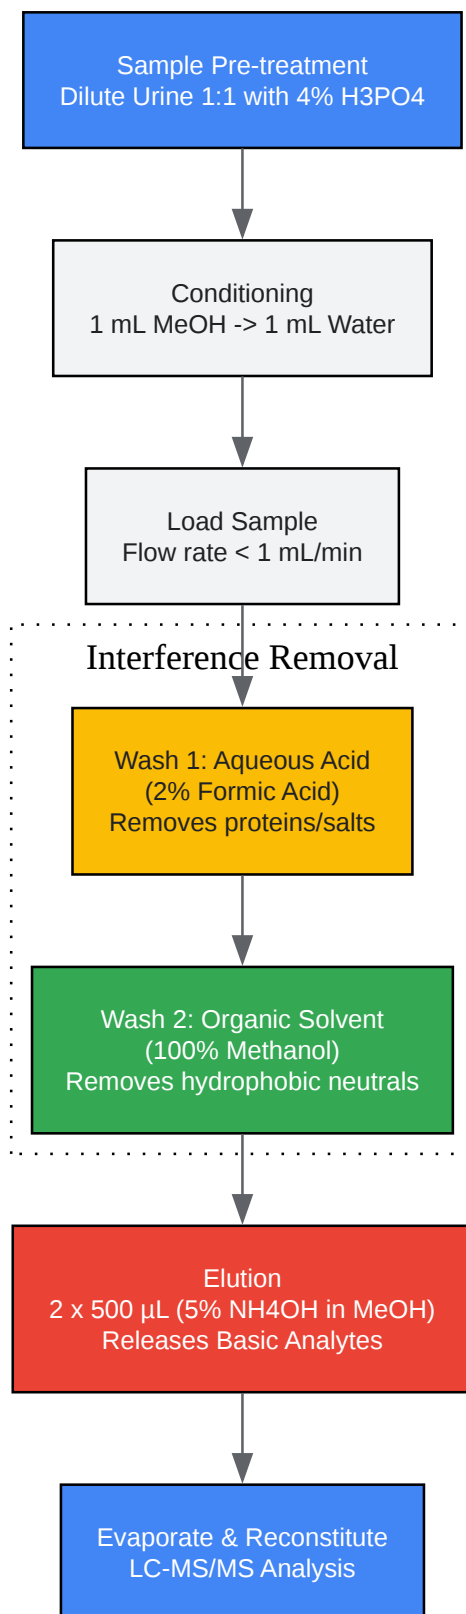 Sample Pre-treatment
Dilute Urine 1:1 with 4% H3PO4
Conditioning
1 mL MeOH -> 1 mL Water
Load Sample
Flow rate < 1 mL/min
Interference Removal
Wash 1: Aqueous Acid
(2% Formic Acid)
Removes proteins/salts
Wash 2: Organic Solvent
(100% Methanol)
Removes hydrophobic neutrals
Elution
2 x 500 µL (5% NH4OH in MeOH)
Releases Basic Analytes
Evaporate & Reconstitute
LC-MS/MS Analysis